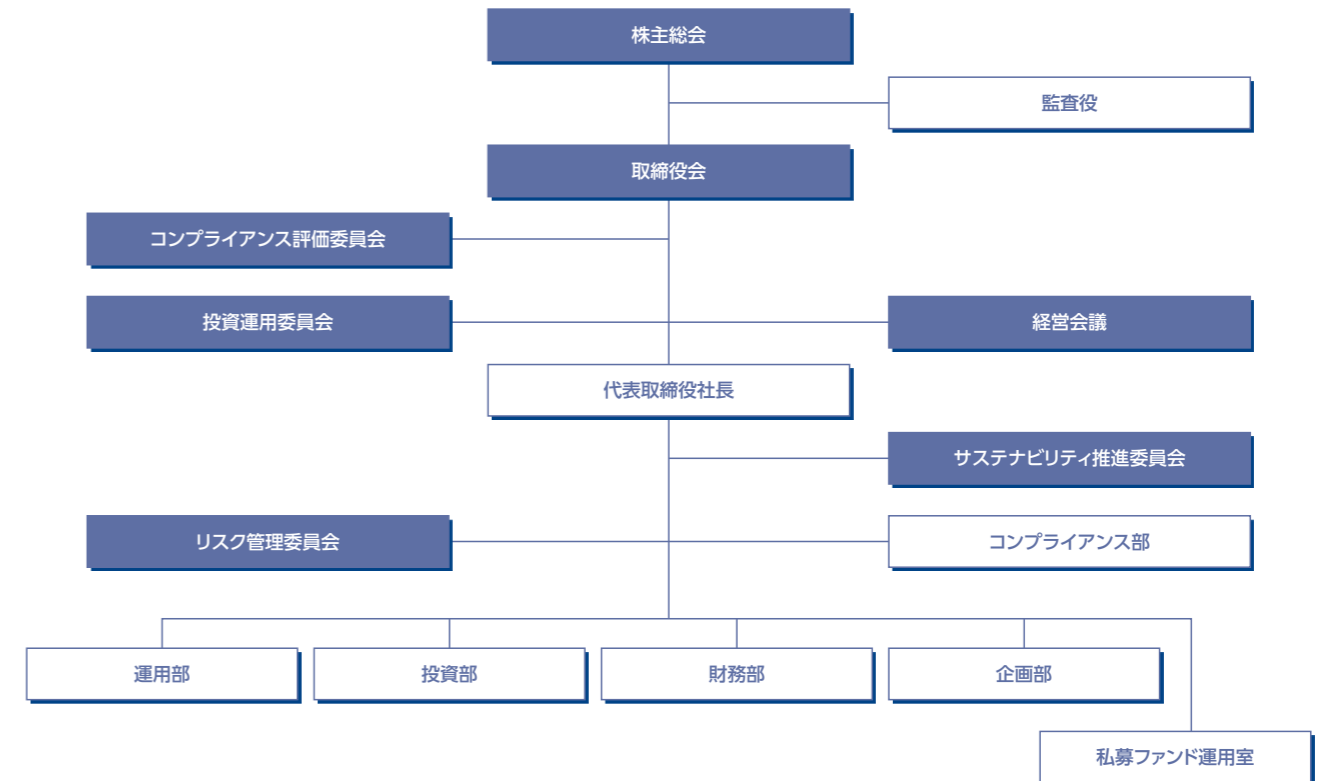 株主総会
監査役
取締役会
コンプライアンス評価委員会
投資運用委員会
経営会議
代表取締役社長
サステナビリティ推進委員会
リスク管理委員会
コンプライアンス部
運用部
投資部
財務部
企画部
私募ファンド運用室